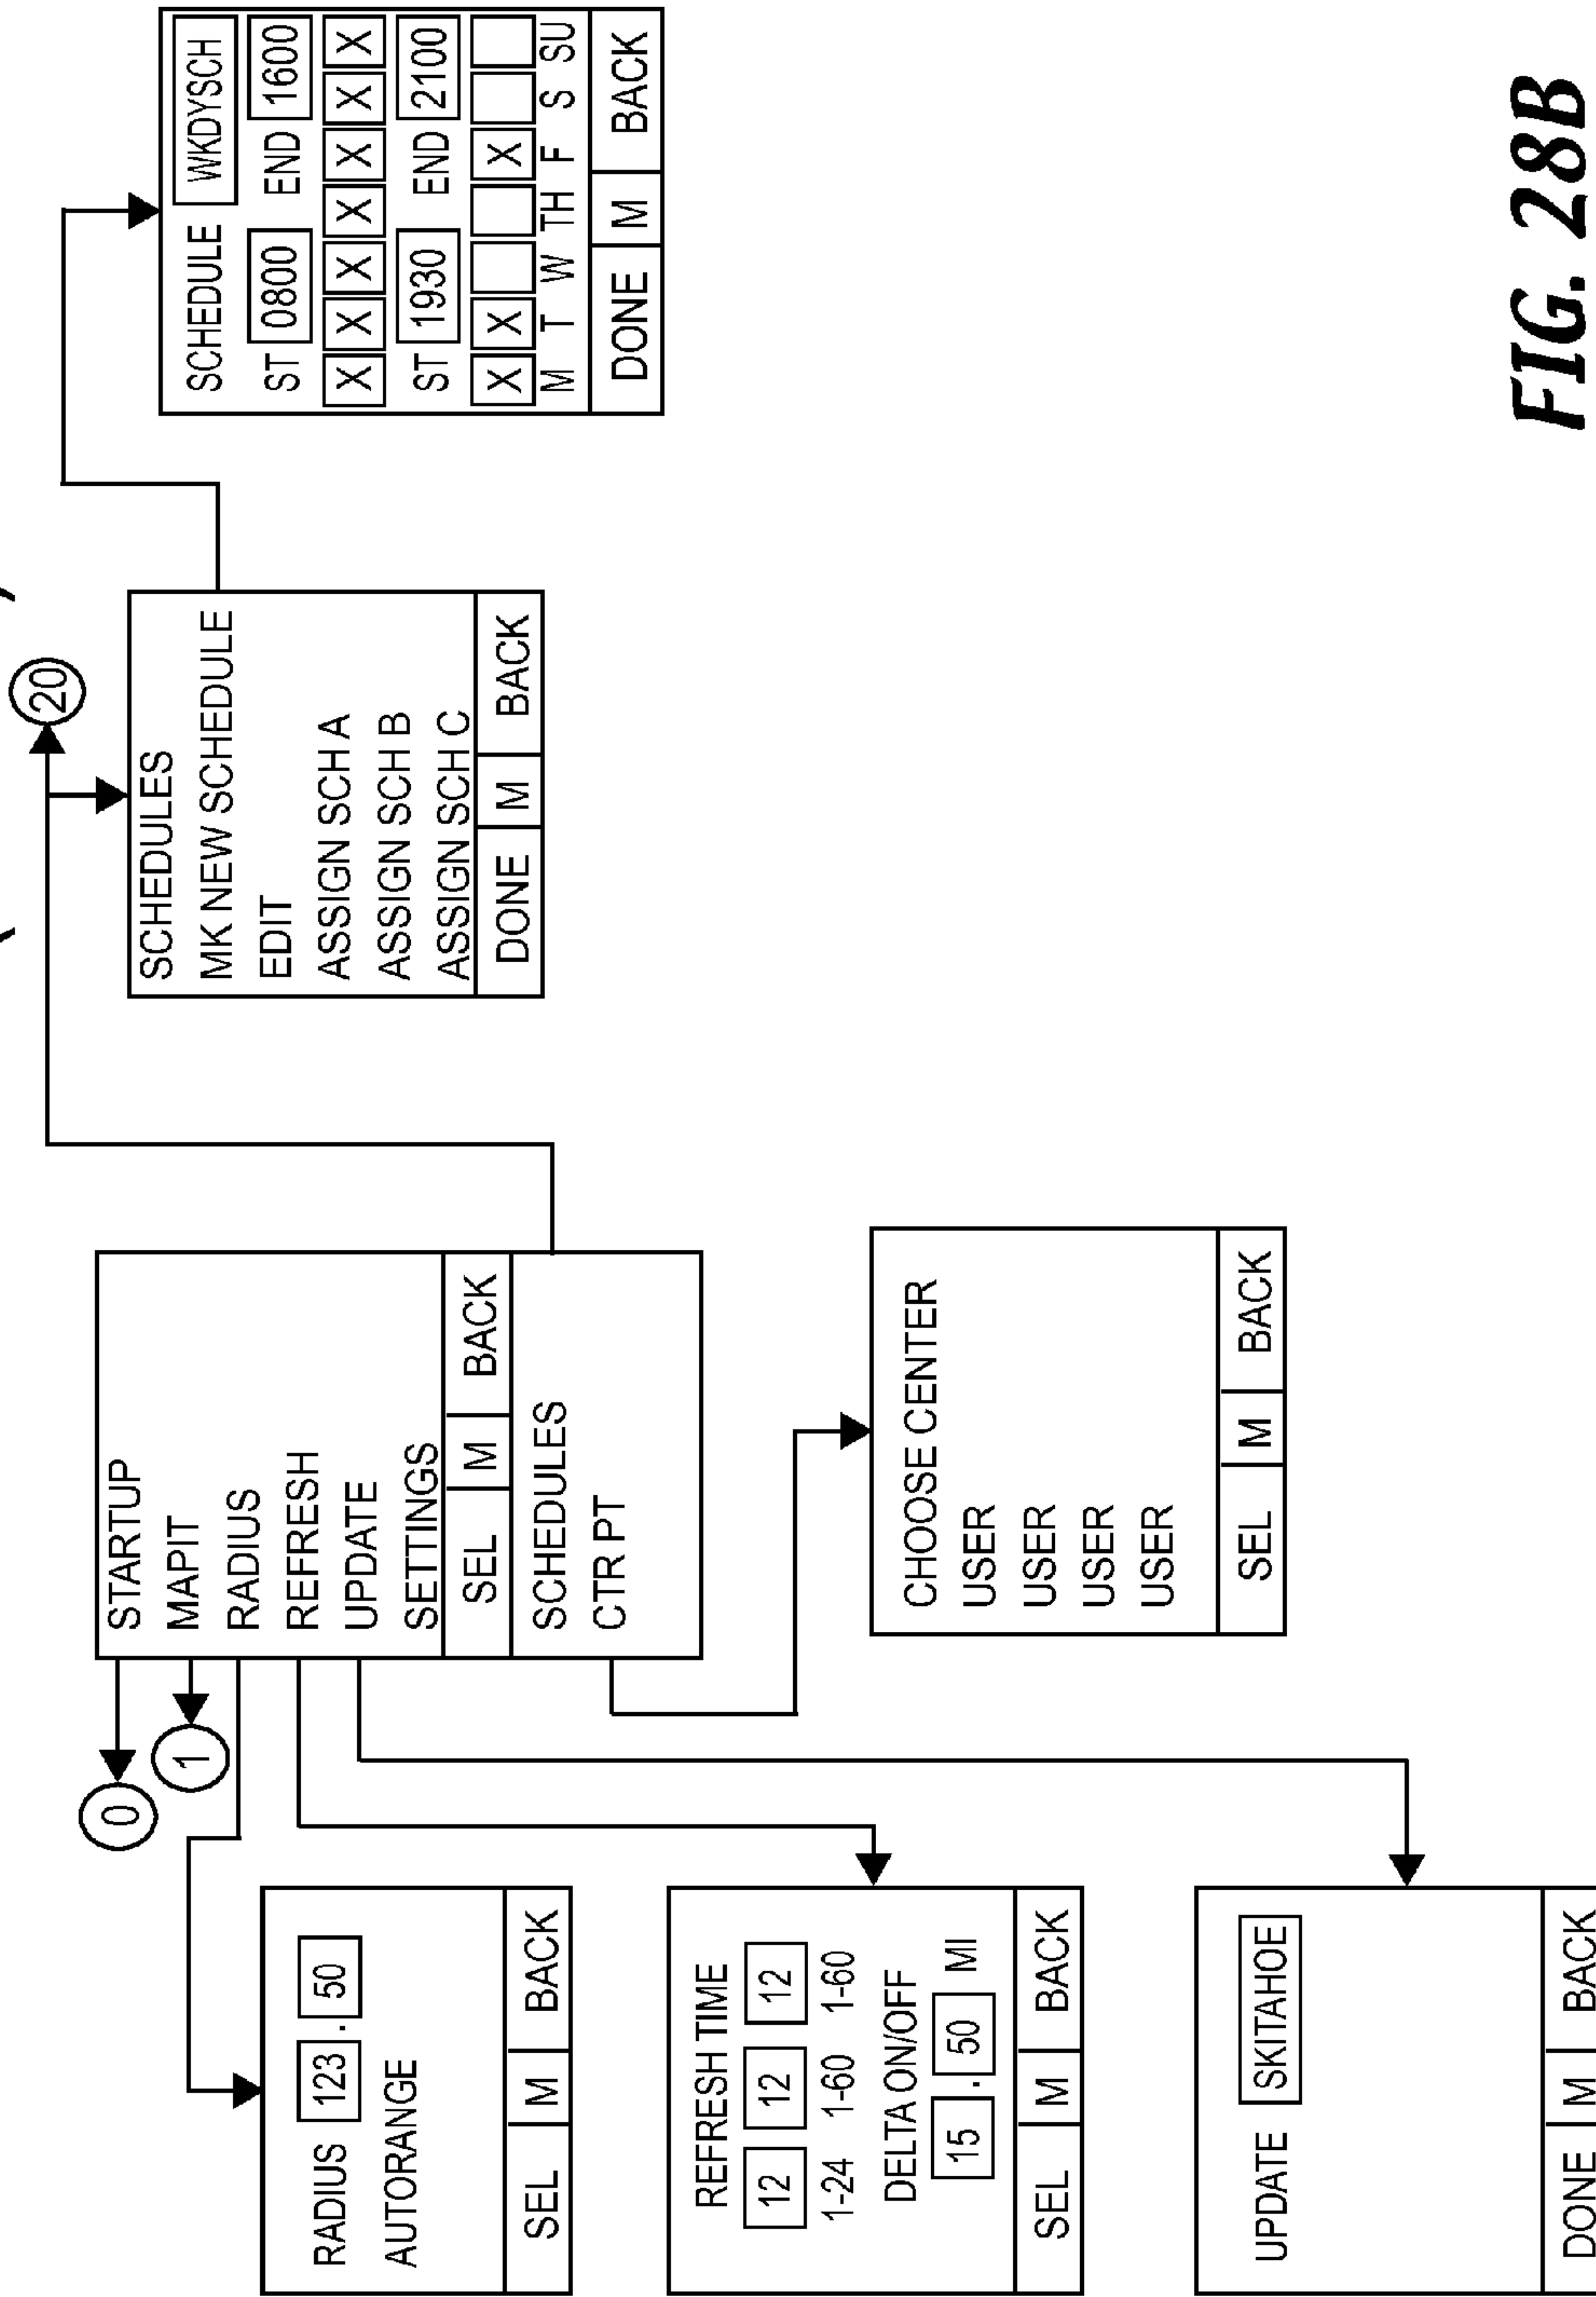 0
1
20
STARTUP
MAPIT
RADIUS
REFRESH
UPDATE
SETTINGS
SEL M BACK
SCHEDULES
CTR PT
SCHEDULES
MK NEW SCHEDULE
EDIT
ASSIGN SCH A
ASSIGN SCH B
ASSIGN SCH C
DONE M BACK
SCHEDULE WKDYSCH
ST 0800 END 1600
X X X X X X X
ST 1930 END 2100
X X X
M T W TH F S SU
DONE M BACK
RADIUS 123 . 50
AUTORANGE
SEL M BACK
REFRESH TIME
12 12 12
1-24 1-60 1-60
DELTA ON/OFF
15 . 50 MI
SEL M BACK
CHOOSE CENTER
USER
USER
USER
USER
SEL M BACK
UPDATE SKITAHOE
DONE M BACK
FIG. 28B